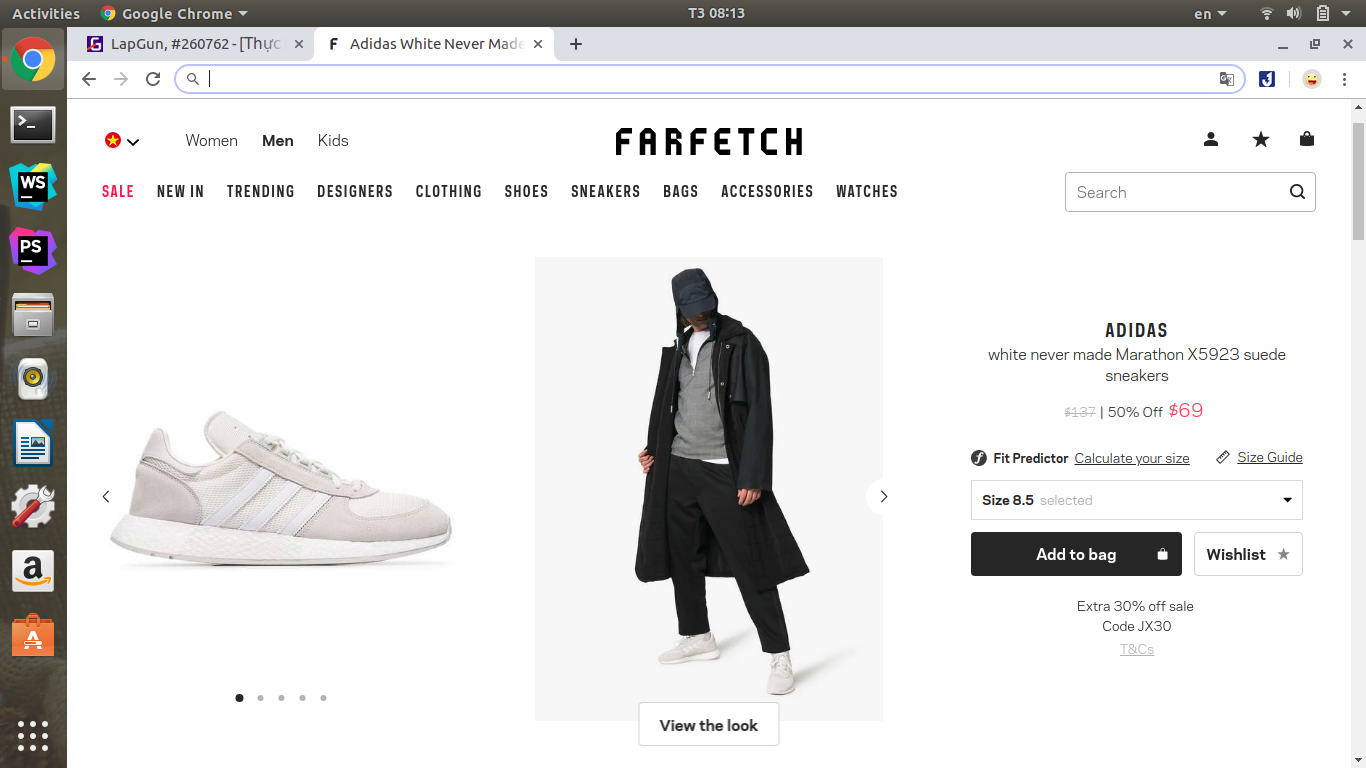 Activities
Google Chrome
T3 08:13
en
LapGun, #260762 - [Thực
F Adidas White Never Made
Women
Men
Kids
FARFETCH
SALE
NEW IN
TRENDING
DESIGNERS
CLOTHING
SHOES
SNEAKERS
BAGS
ACCESSORIES
WATCHES
Search
WS
PS
a
A
ADIDAS
white never made Marathon X5923 suede
sneakers
$137 | 50% Off $69
Fit Predictor Calculate your size
Size Guide
Size 8.5 selected
Add to bag
Wishlist
Extra 30% off sale
Code JX30
T&Cs
View the look